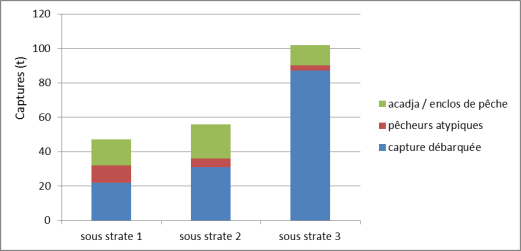 120
100
80
60
40
20
0
Captures (t)
sous strate 1
sous strate 2
sous strate 3
acadja / enclos de pêche
pêcheurs atypiques
capture débarquée